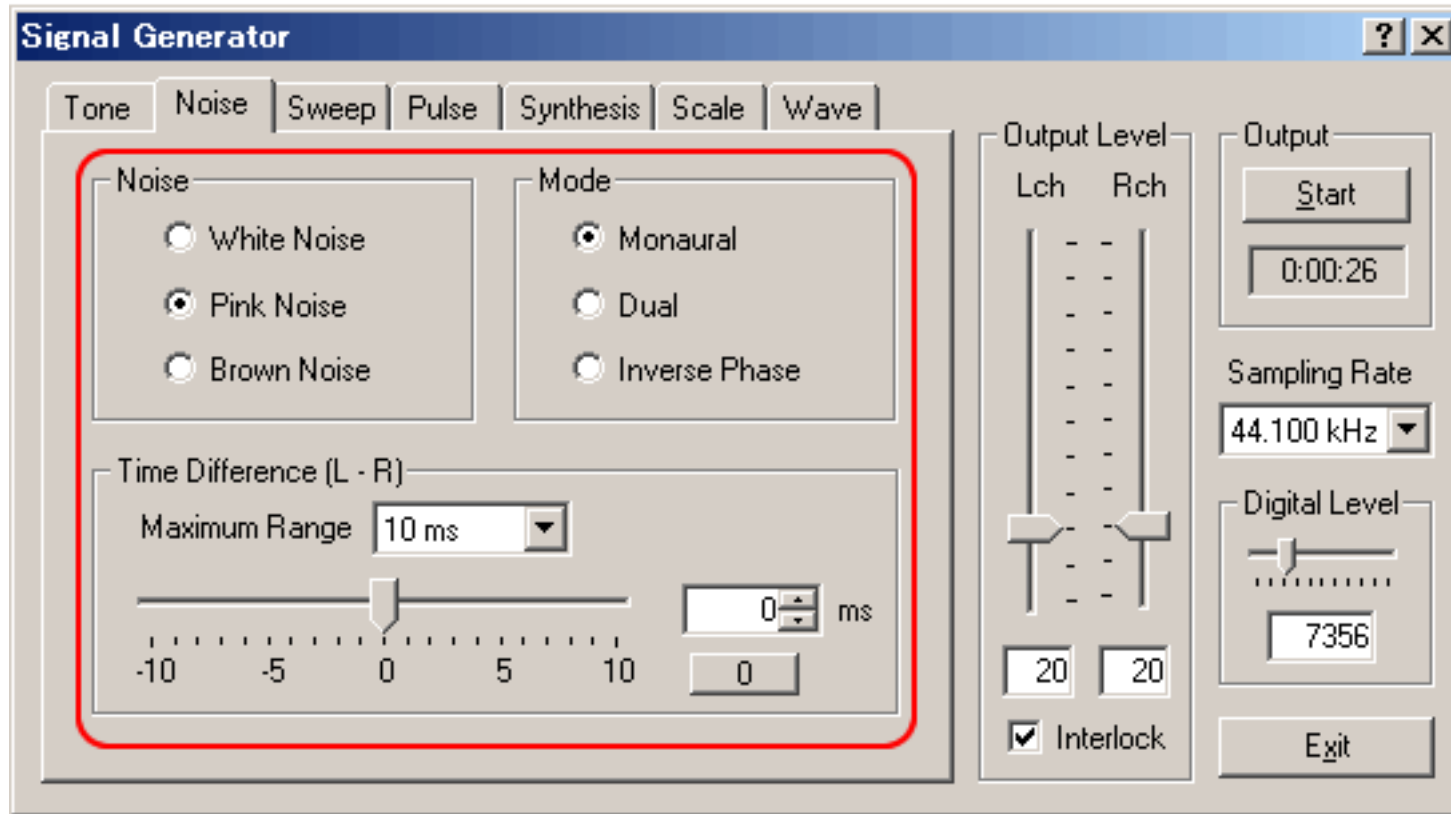 Signal Generator
Tone Noise Sweep Pulse Synthesis Scale Wave
Noise
White Noise
Pink Noise
Brown Noise
Mode
Monaural
Dual
Inverse Phase
Time Difference (L - R)
Maximum Range 10 ms
0 ms
-10 -5 0 5 10
0
Output Level
Lch Rch
20 20
Interlock
Output
Start
0:00:26
Sampling Rate
44.100 kHz
Digital Level
7356
Exit